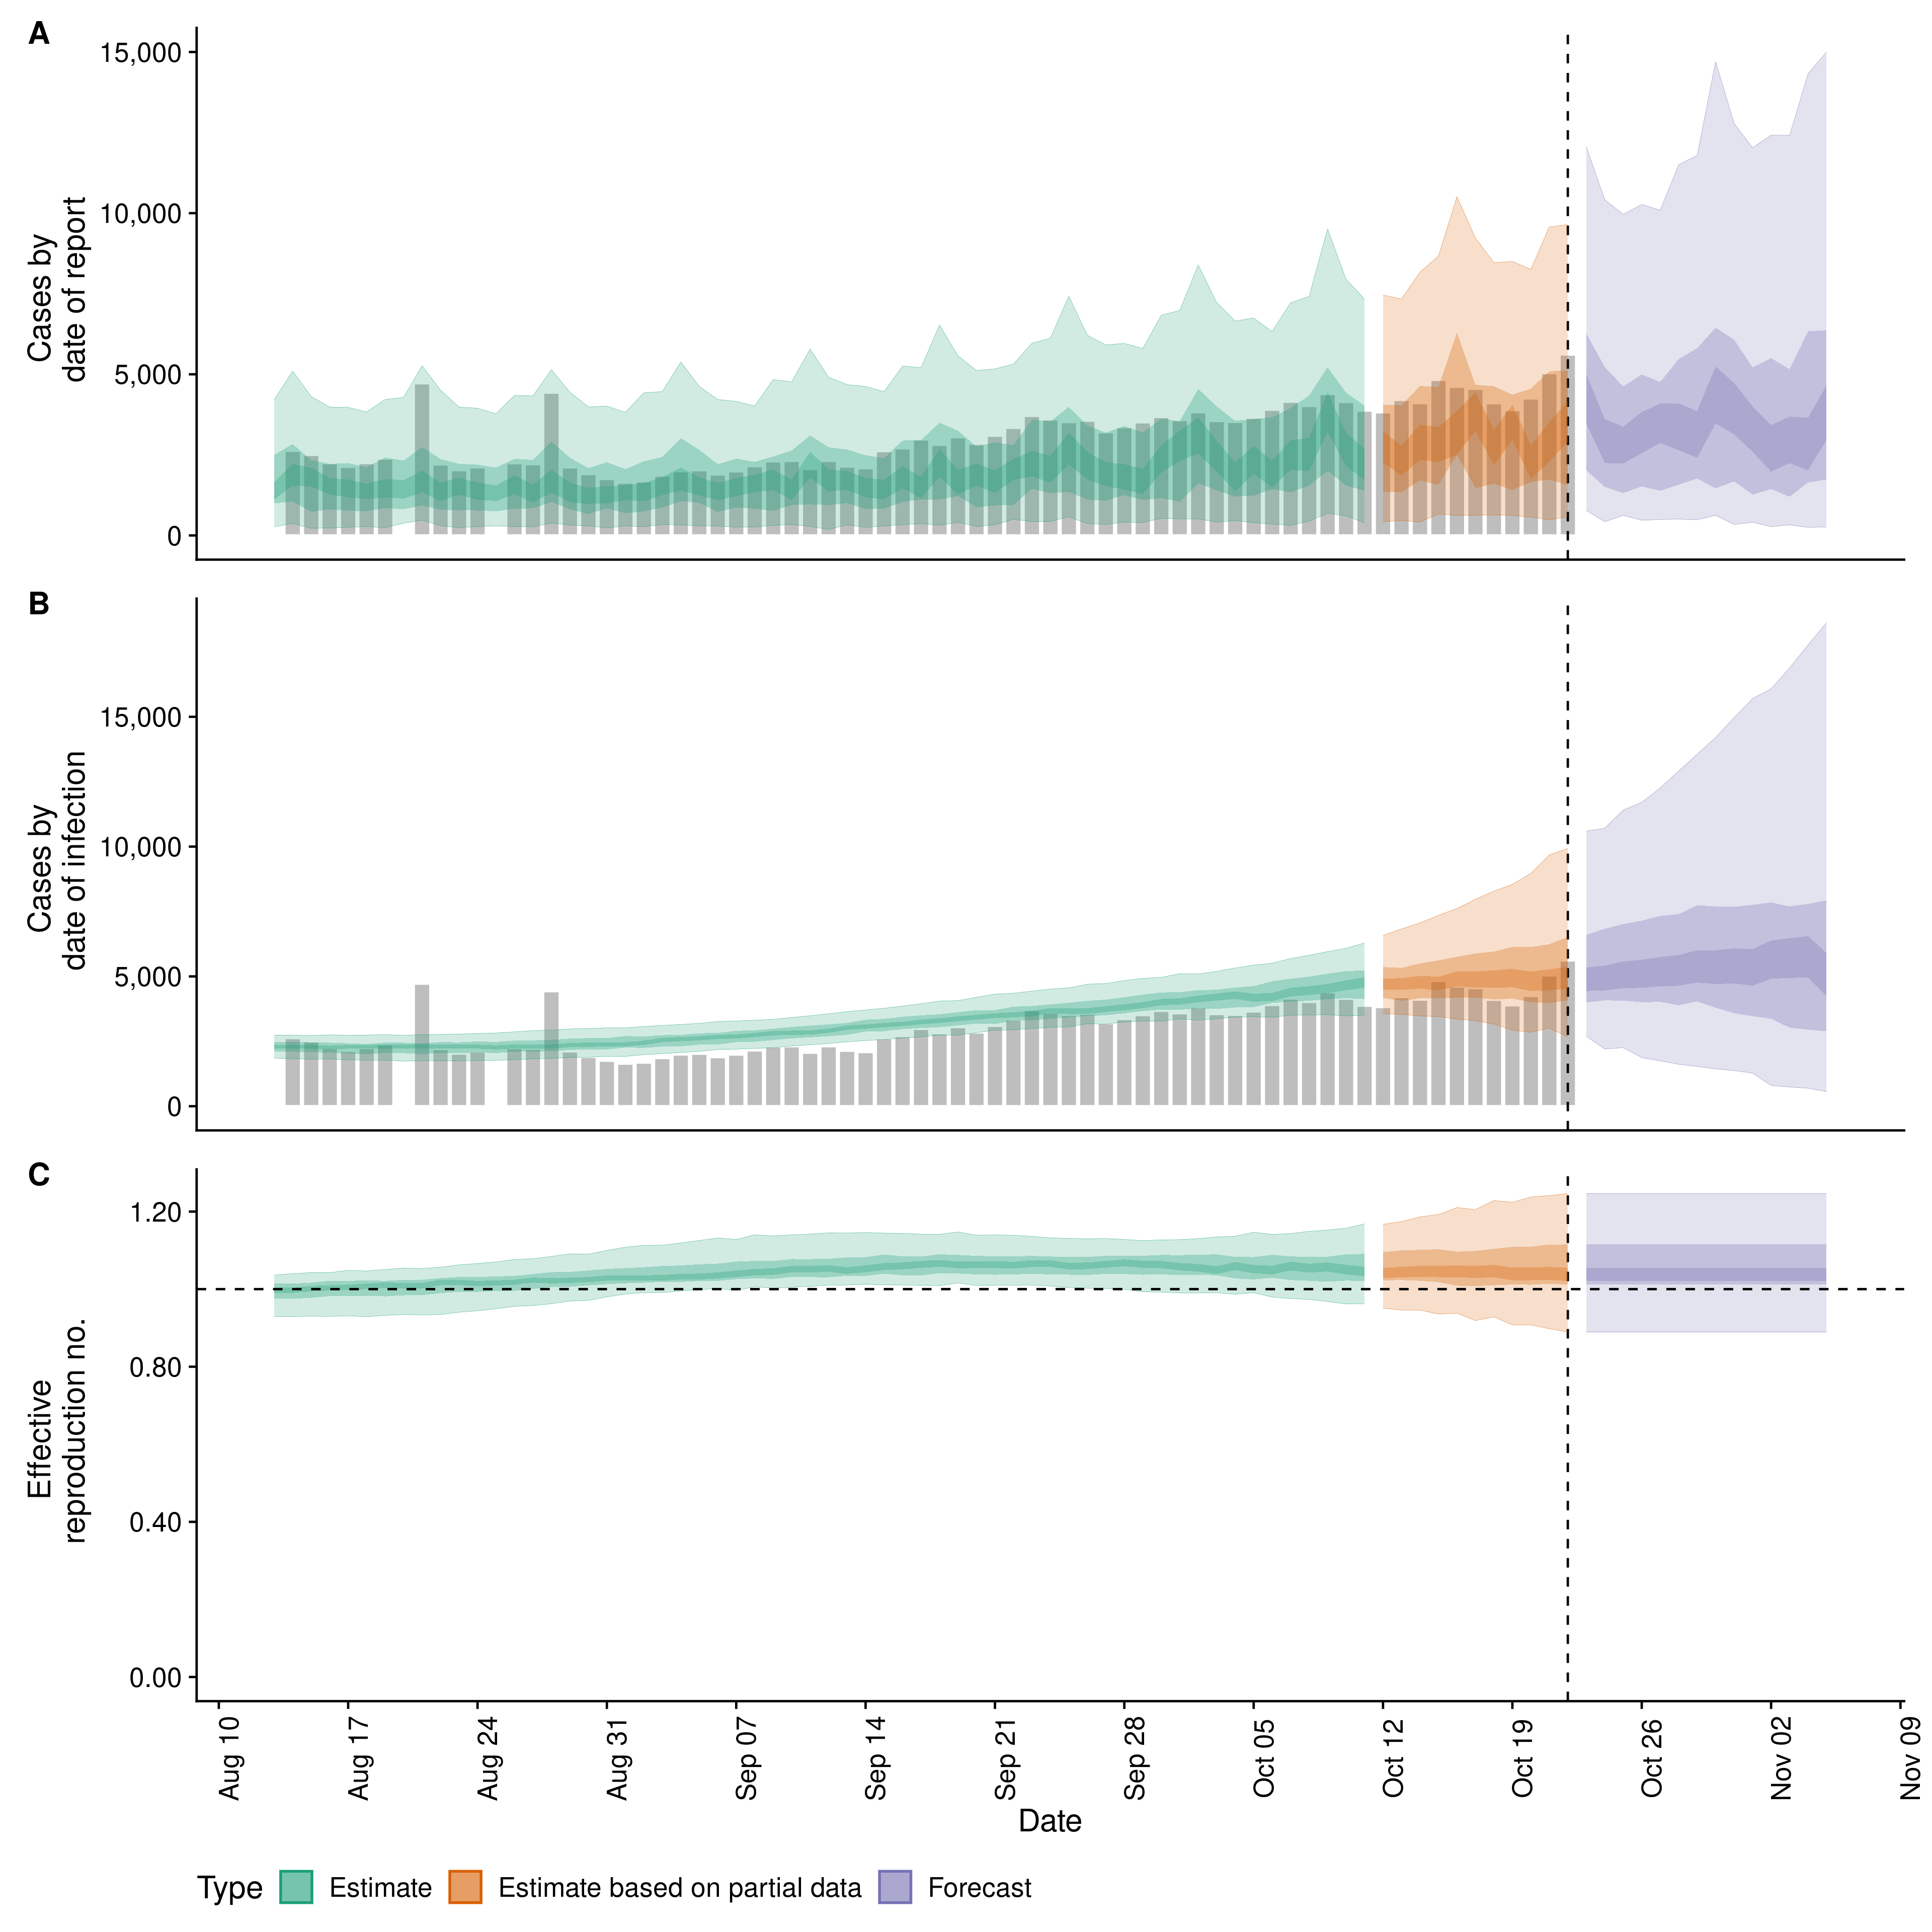 A
Cases by
date of report
15,000
10,000
5,000
0
B
Cases by
date of infection
15,000
10,000
5,000
0
C
Effective
reproduction no.
1.20
0.80
0.40
0.00
Aug 10
Aug 17
Aug 24
Aug 31
Sep 07
Sep 14
Sep 21
Sep 28
Oct 05
Oct 12
Oct 19
Oct 26
Nov 02
Nov 09
Date
Type Estimate Estimate based on partial data Forecast